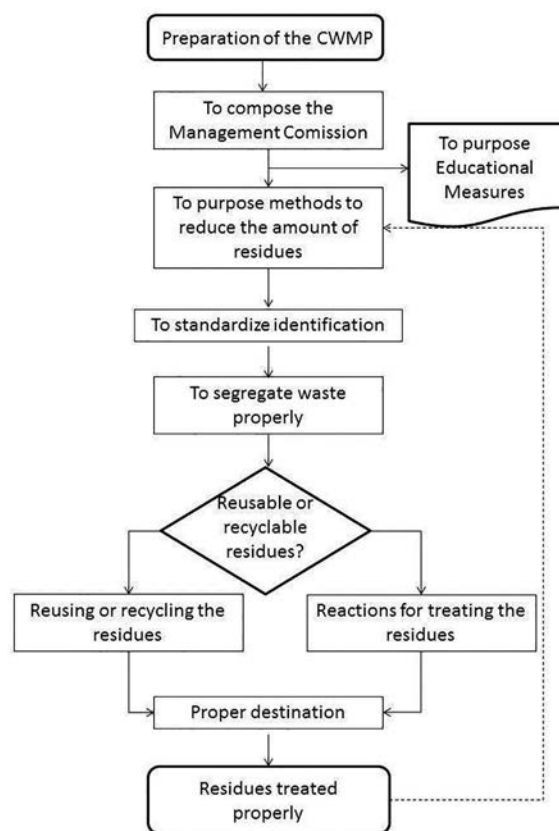 Preparation of the CWMP
To compose the
Management Comission
To purpose
Educational
Measures
To purpose methods to
reduce the amount of
residues
To standardize identification
To segregate waste
properly
Reusable or
recyclable
residues?
Reusing or recycling the
residues
Reactions for treating the
residues
Proper destination
Residues treated
properly